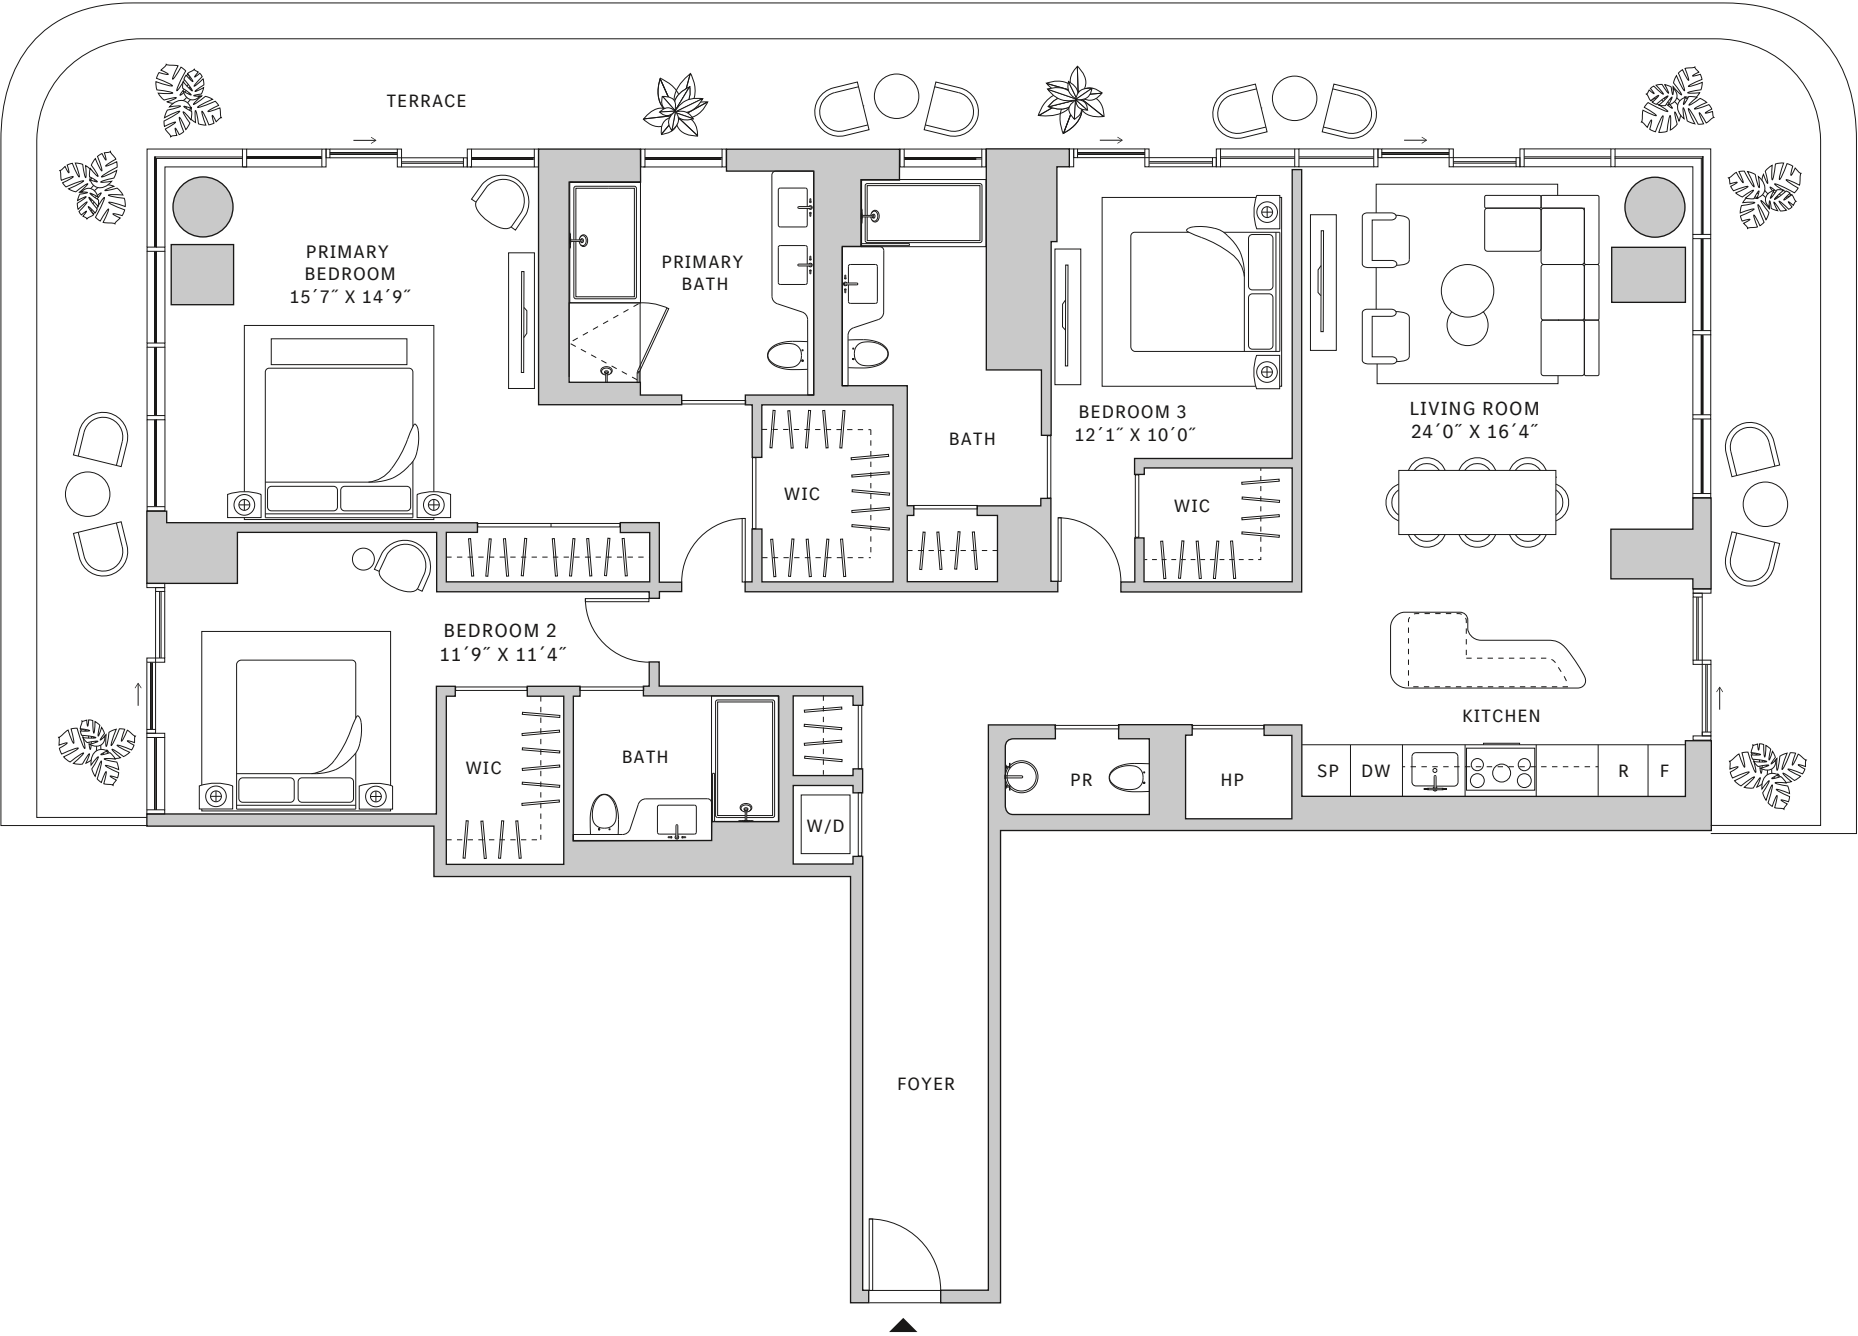 TERRACE
PRIMARY
BEDROOM
15´7˝ X 14´9˝
PRIMARY
BATH
BATH
BEDROOM 3
12´1˝ X 10´0˝
LIVING ROOM
24´0˝ X 16´4˝
WIC
WIC
BEDROOM 2
11´9˝ X 11´4˝
KITCHEN
WIC
BATH
W/D
PR
HP
SP
DW
R
F
FOYER